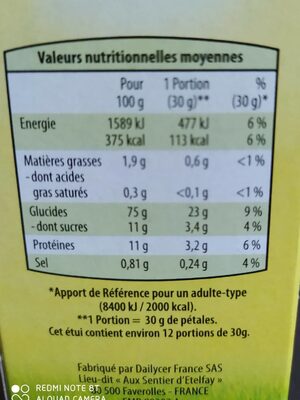 Valeurs nutritionnelles moyennes
Pour 1 Portion %
100 g (30 g)** (30 g)*
Energie 1589 kJ 477 kJ 6 %
375 kcal 113 kcal 6 %
Matières grasses 1,9 g 0,6 g <1 %
- dont acides
gras saturés 0,3 g <0,1 g <1 %
Glucides 75 g 23 g 9 %
- dont sucres 11 g 3,4 g 4 %
Protéines 11 g 3,2 g 6 %
Sel 0,81 g 0,24 g 4 %
*Apport de Référence pour un adulte-type
(8400 kJ / 2000 kcal).
**1 Portion = 30 g de pétales.
Cet étui contient environ 12 portions de 30g.
Fabriqué par Dailycer France SAS
Lieu-dit « Aux Sentier d'Etelfay »
500 Faverolles - FRANCE
REDMI NOTE 8T
AI QUAD CAMERA